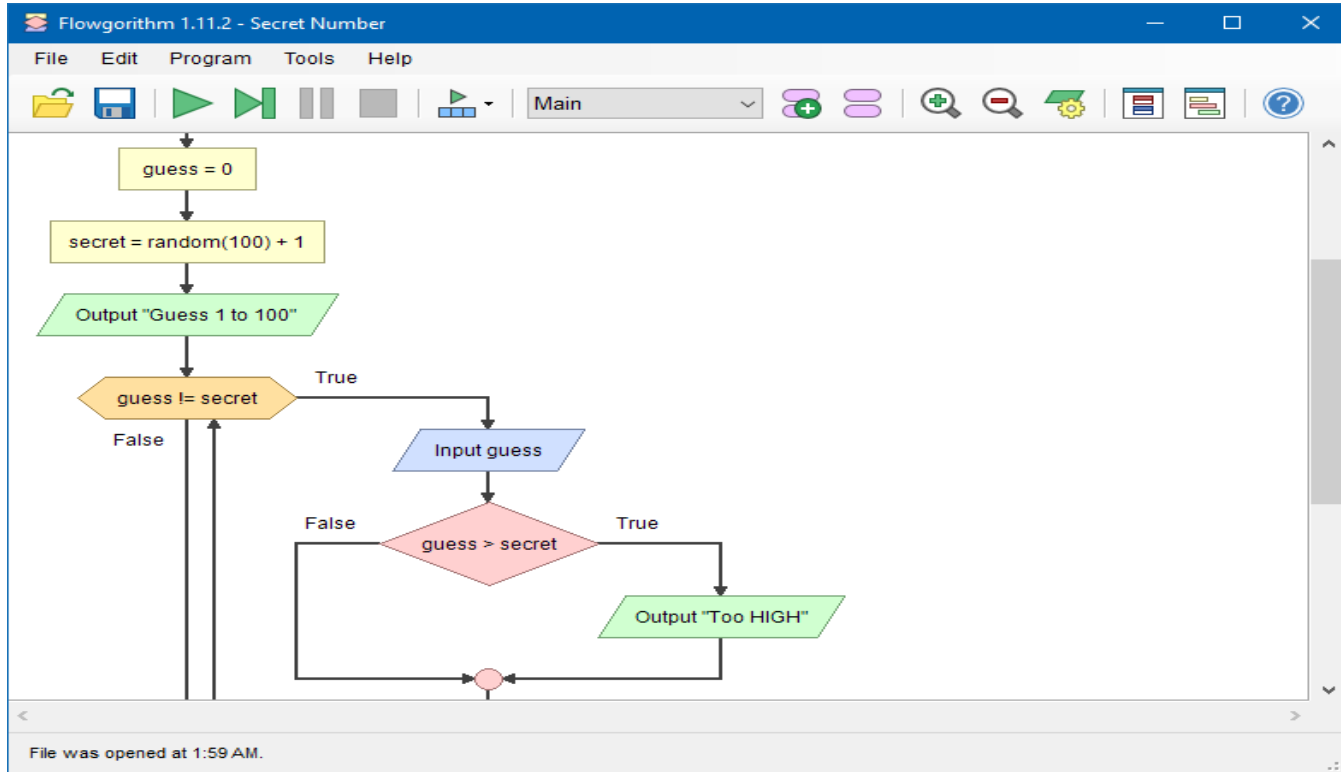 Flowgorithm 1.11.2 - Secret Number
File Edit Program Tools Help
Main
guess = 0
secret = random(100) + 1
Output "Guess 1 to 100"
True
guess != secret
False
Input guess
False True
guess > secret
Output "Too HIGH"
File was opened at 1:59 AM.